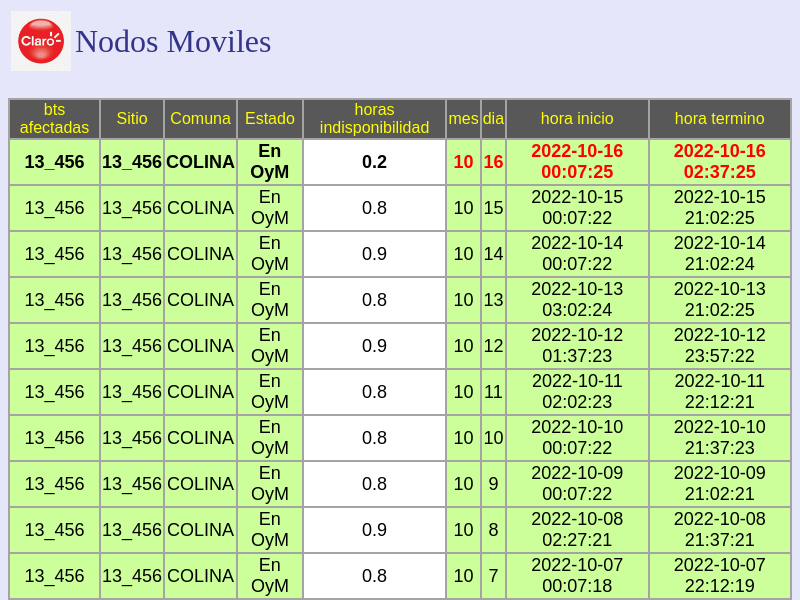 Claro
Nodos Moviles
bts afectadas Sitio Comuna Estado horas indisponibilidad mes dia hora inicio hora termino
13_456 13_456 COLINA En OyM 0.2 10 16 2022-10-16 00:07:25 2022-10-16 02:37:25
13_456 13_456 COLINA En OyM 0.8 10 15 2022-10-15 00:07:22 2022-10-15 21:02:25
13_456 13_456 COLINA En OyM 0.9 10 14 2022-10-14 00:07:22 2022-10-14 21:02:24
13_456 13_456 COLINA En OyM 0.8 10 13 2022-10-13 03:02:24 2022-10-13 21:02:25
13_456 13_456 COLINA En OyM 0.9 10 12 2022-10-12 01:37:23 2022-10-12 23:57:22
13_456 13_456 COLINA En OyM 0.8 10 11 2022-10-11 02:02:23 2022-10-11 22:12:21
13_456 13_456 COLINA En OyM 0.8 10 10 2022-10-10 00:07:22 2022-10-10 21:37:23
13_456 13_456 COLINA En OyM 0.8 10 9 2022-10-09 00:07:22 2022-10-09 21:02:21
13_456 13_456 COLINA En OyM 0.9 10 8 2022-10-08 02:27:21 2022-10-08 21:37:21
13_456 13_456 COLINA En OyM 0.8 10 7 2022-10-07 00:07:18 2022-10-07 22:12:19